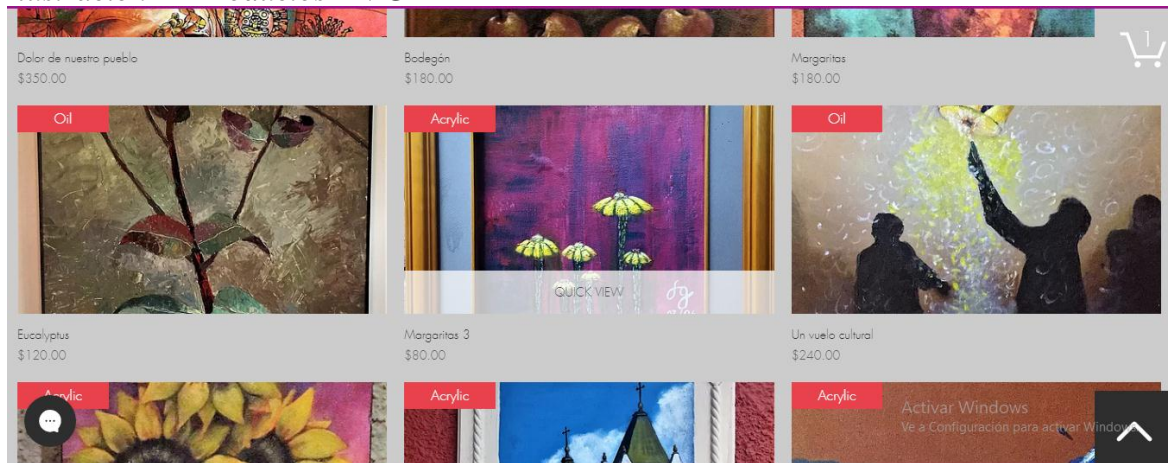 Dolor de nuestro pueblo
$350.00
Bodegón
$180.00
Margaritas
$180.00
1
Oil
Acrylic
Oil
QUICK VIEW
Eucalyptus
$120.00
Margaritas 3
$80.00
Un vuelo cultural
$240.00
Acrylic
Acrylic
Acrylic
Activar Windows
Ve a Configuración para activar Windows